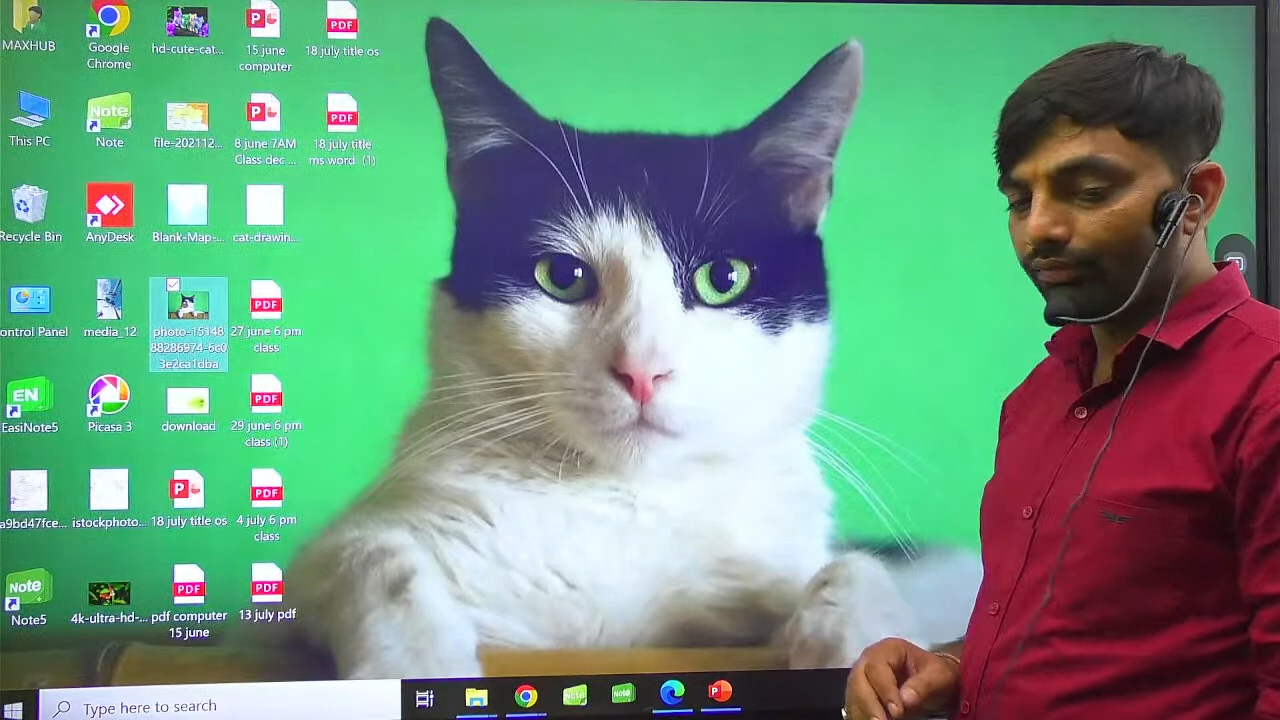 MAXHUB
Google
Chrome
hd-cute-cat...
15 june
computer
PDF
18 july title os
This PC
Note
Note
file-202112...
8 june 7AM
Class dec ...
PDF
18 july title
ms word (1)
Recycle Bin
AnyDesk
Blank-Map-...
cat-drawin...
ontrol Panel
media_12
photo-15148
88286974-6c0
3e2ca1dba
PDF
27 june 6 pm
class
EN
EasiNote5
Picasa 3
download
PDF
29 june 6 pm
class (1)
a9bd47fce...
istockphoto...
P
18 july title os
PDF
4 july 6 pm
class
Note
Note5
4k-ultra-hd-...
PDF
pdf computer
15 june
PDF
13 july pdf
Type here to search
Note
Note
P